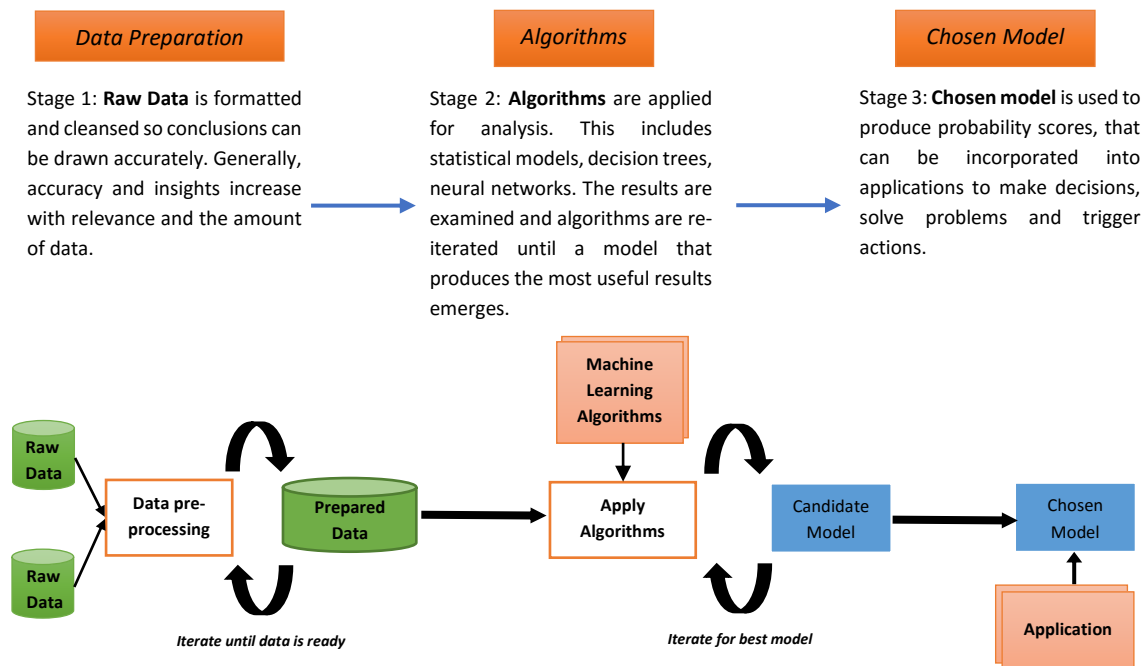 Data Preparation
Algorithms
Chosen Model
Stage 1: Raw Data is formatted
and cleansed so conclusions can
be drawn accurately. Generally,
accuracy and insights increase
with relevance and the amount
of data.
Stage 2: Algorithms are applied
for analysis. This includes
statistical models, decision trees,
neural networks. The results are
examined and algorithms are re-
iterated until a model that
produces the most useful results
emerges.
Stage 3: Chosen model is used to
produce probability scores, that
can be incorporated into
applications to make decisions,
solve problems and trigger
actions.
Raw
Data
Raw
Data
Data pre-
processing
Prepared
Data
Iterate until data is ready
Machine
Learning
Algorithms
Apply
Algorithms
Candidate
Model
Iterate for best model
Chosen
Model
Application